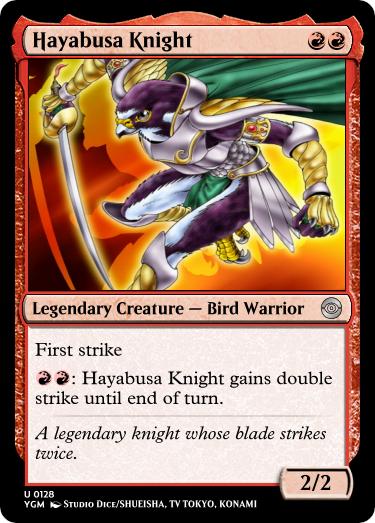 Hayabusa Knight
Legendary Creature — Bird Warrior
First strike
: Hayabusa Knight gains double
strike until end of turn.
A legendary knight whose blade strikes
twice.
2/2
U 0128
YGM Studio Dice/SHUEISHA, TV TOKYO, KONAMI